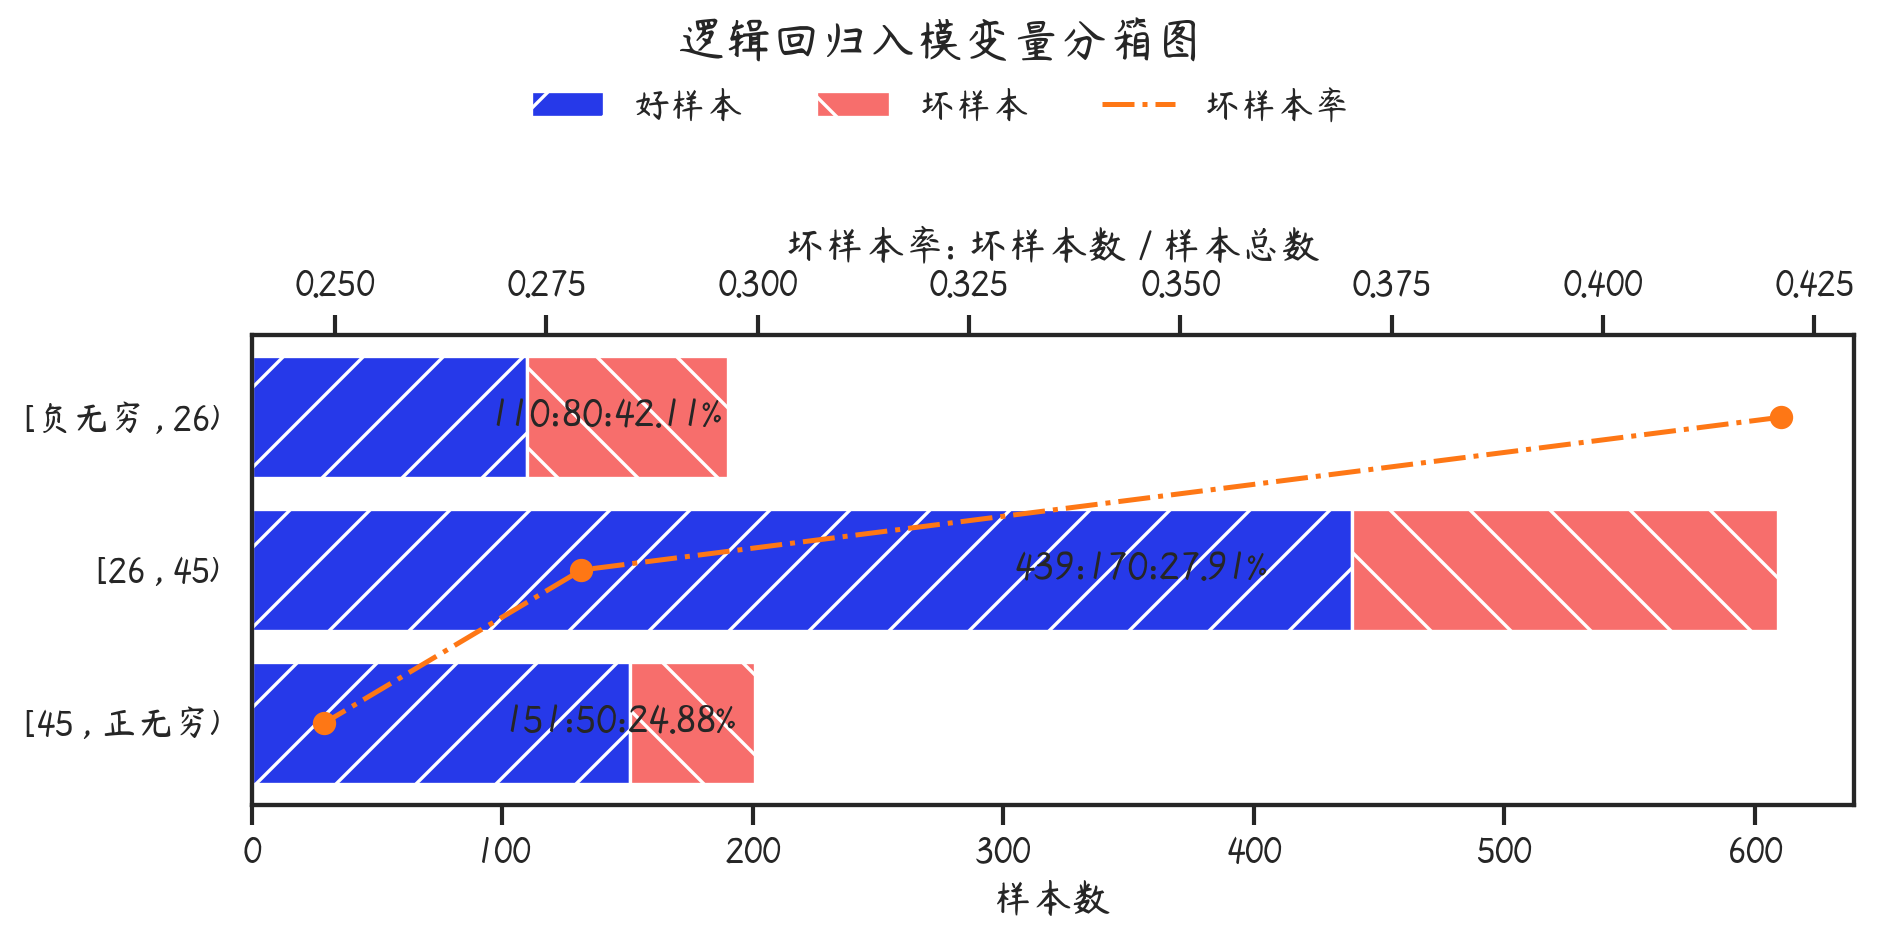 逻辑回归入模变量分箱图
好样本 坏样本 坏样本率
坏样本率: 坏样本数 / 样本总数
0.250 0.275 0.300 0.325 0.350 0.375 0.400 0.425
[负无穷 , 26) 110:80:42.11%
[26 , 45) 439:170:27.91%
[45 , 正无穷) 151:50:24.88%
0 100 200 300 400 500 600
样本数